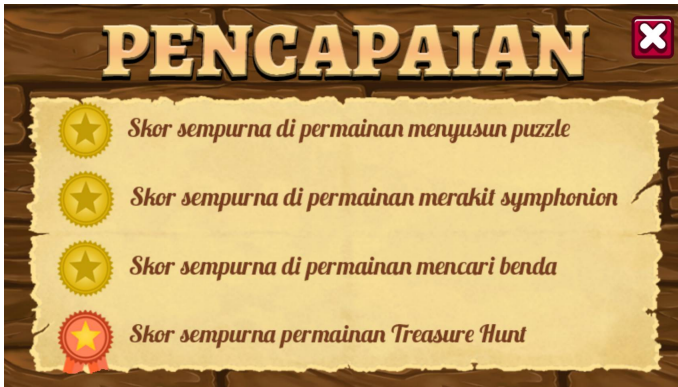 PENCAPAIAN
Skor sempurna di permainan menyusun puzzle
Skor sempurna di permainan merakit symphonion
Skor sempurna di permainan mencari benda
Skor sempurna permainan Treasure Hunt